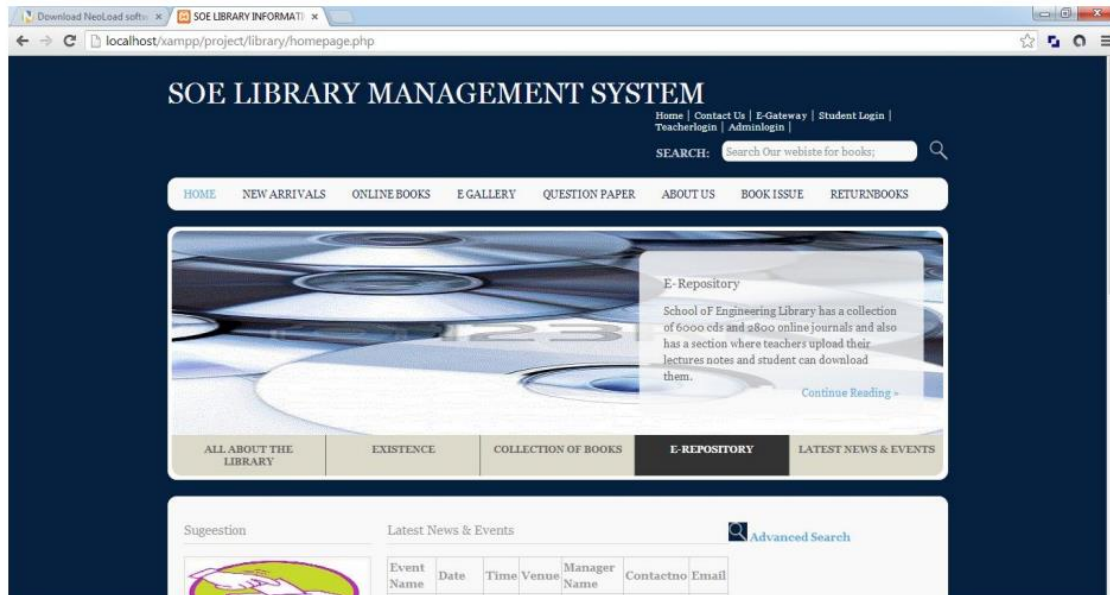 Download NeoLoad softw
SOE LIBRARY INFORMATI
localhost/xampp/project/library/homepage.php
SOE LIBRARY MANAGEMENT SYSTEM
Home | Contact Us | E-Gateway | Student Login |
Teacherlogin | Adminlogin |
SEARCH: Search Our webiste for books;
HOME NEW ARRIVALS ONLINE BOOKS E GALLERY QUESTION PAPER ABOUT US BOOK ISSUE RETURNBOOKS
E-Repository
School oF Engineering Library has a collection
of 6000 cds and 2800 online journals and also
has a section where teachers upload their
lectures notes and student can download
them.
Continue Reading »
123
ALL ABOUT THE
LIBRARY
EXISTENCE
COLLECTION OF BOOKS
E-REPOSITORY
LATEST NEWS & EVENTS
Sugeestion
Latest News & Events
Advanced Search
Event
Name
Date
Time
Venue
Manager
Name
Contactno
Email